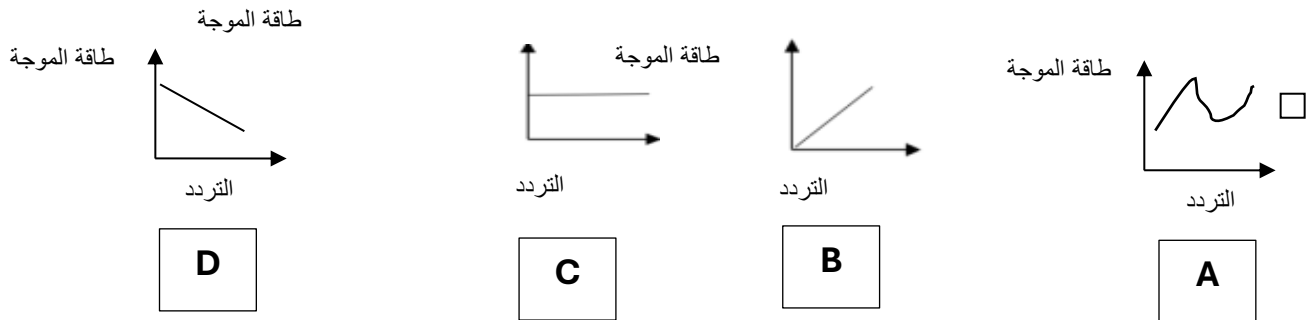 طاقة الموجة
طاقة الموجة
طاقة الموجة
طاقة الموجة
التردد
التردد
التردد
التردد
A
B
C
D